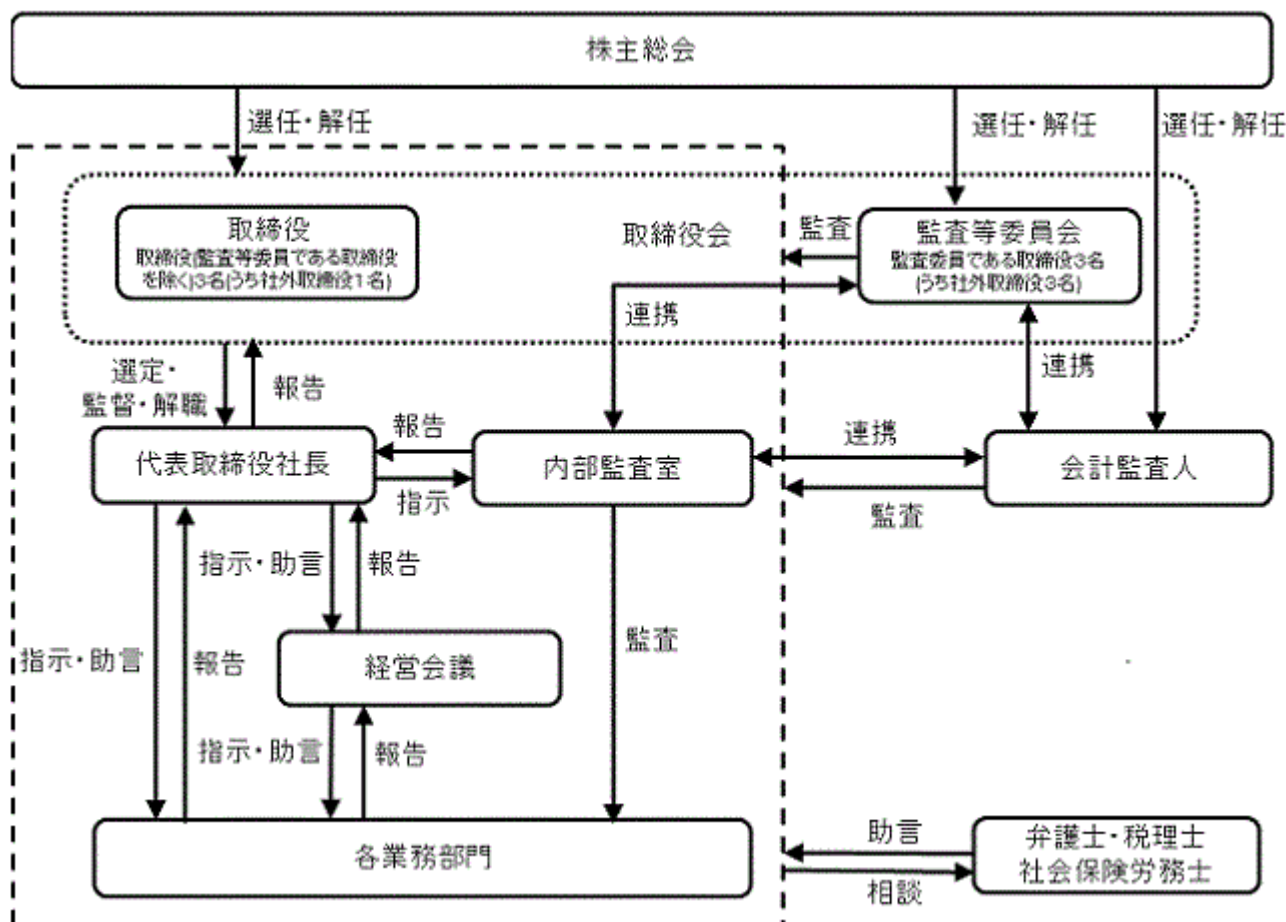 株主総会
選任・解任
選任・解任
選任・解任
取締役
取締役(監査等委員である取締役
を除く)3名(うち社外取締役1名)
取締役会
監査
監査等委員会
監査委員である取締役3名
(うち社外取締役3名)
連携
連携
選定・
監督・解職
報告
代表取締役社長
報告
指示
内部監査室
連携
監査
会計監査人
指示・助言
報告
指示・助言
報告
経営会議
監査
指示・助言
報告
各業務部門
助言
相談
弁護士・税理士
社会保険労務士